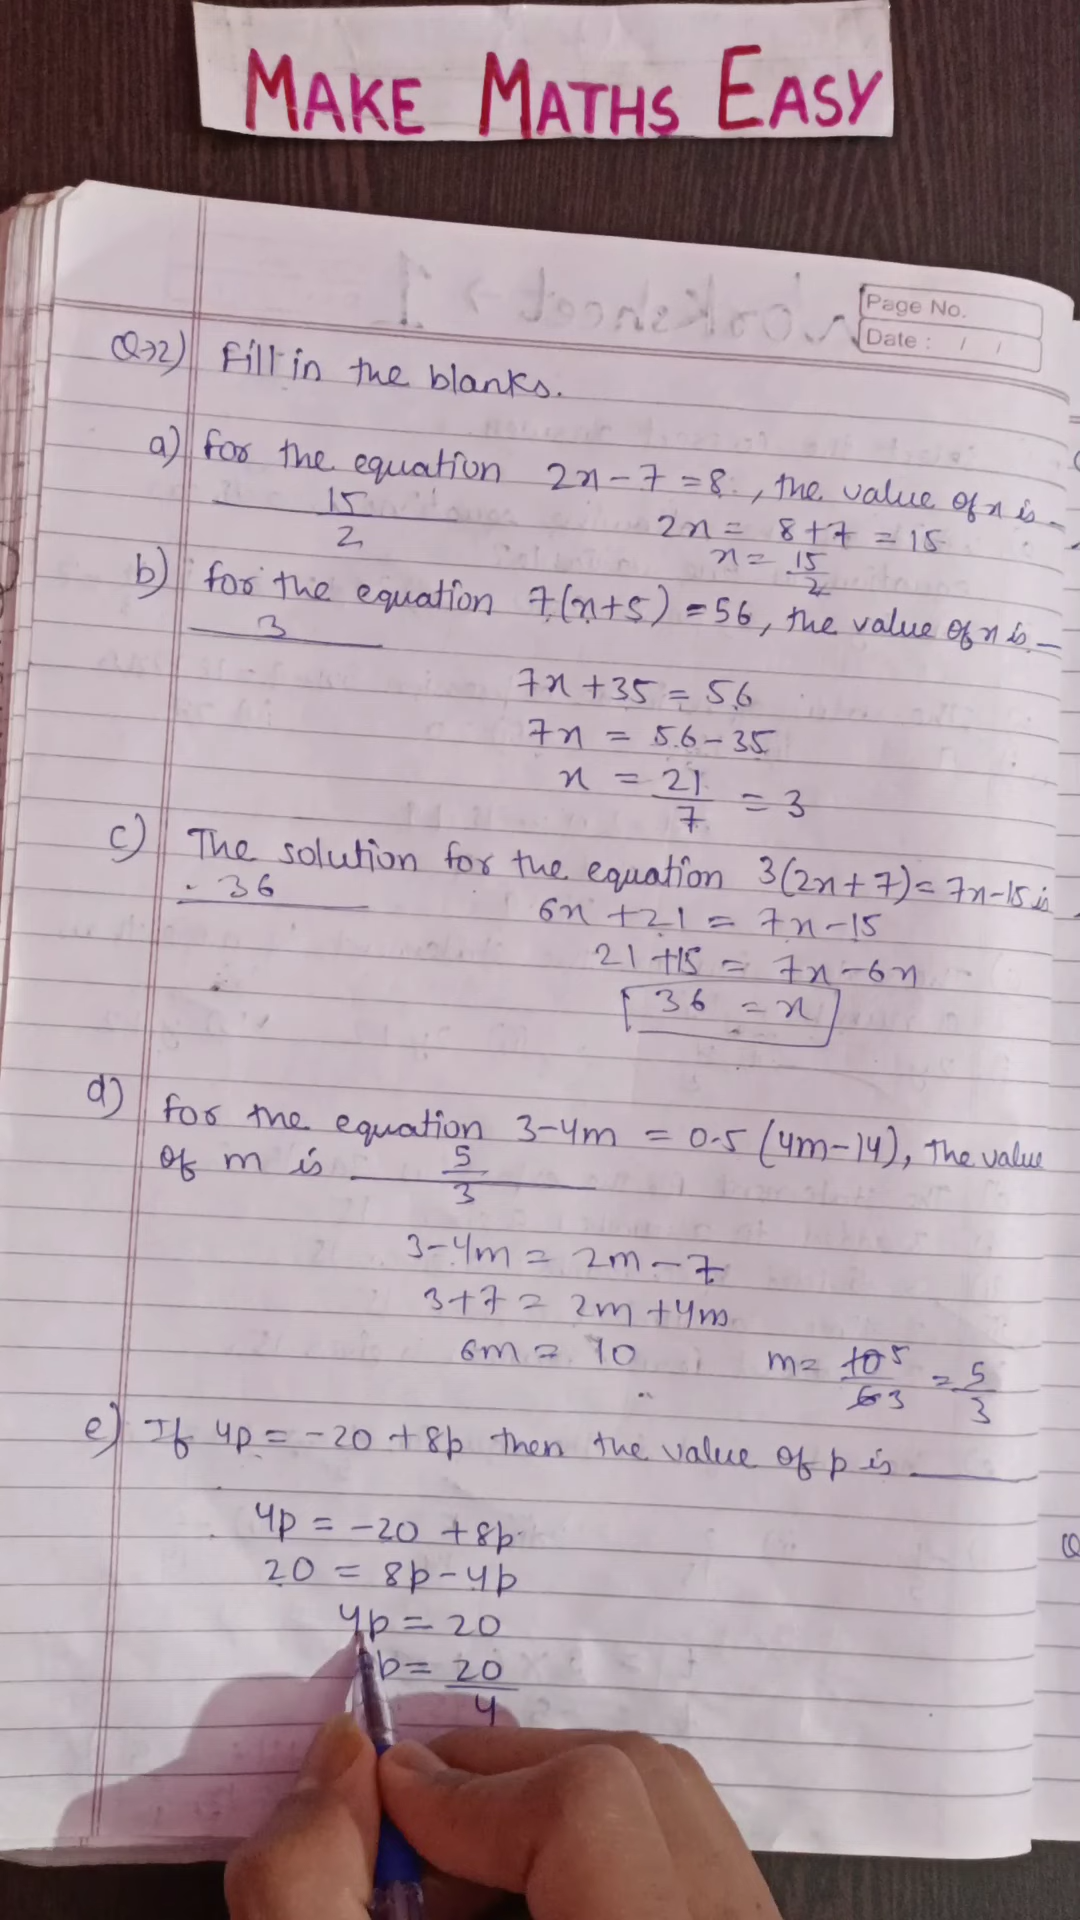 MAKE MATHS EASY
Worksheet → 1
Page No.
Date : / /
Q→2) Fill in the blanks.
a) for the equation 2x - 7 = 8, the value of x is -
15/2
2x = 8 + 7 = 15
x = 15/2
b) for the equation 7(x+5) = 56, the value of x is -
3
7x + 35 = 56
7x = 56 - 35
x = 21/7 = 3
c) The solution for the equation 3(2x+7) = 7x-15 is
36
6x + 21 = 7x - 15
21 + 15 = 7x - 6x
36 = x
d) for the equation 3-4m = 0.5 (4m-14), The value
of m is 5/3
3-4m = 2m - 7
3+7 = 2m + 4m
6m = 10 m = 10 5/6 3 = 5/3
e) If 4p = -20 + 8p then the value of p is
4p = -20 + 8p
20 = 8p - 4p
4p = 20
p = 20/4
Q